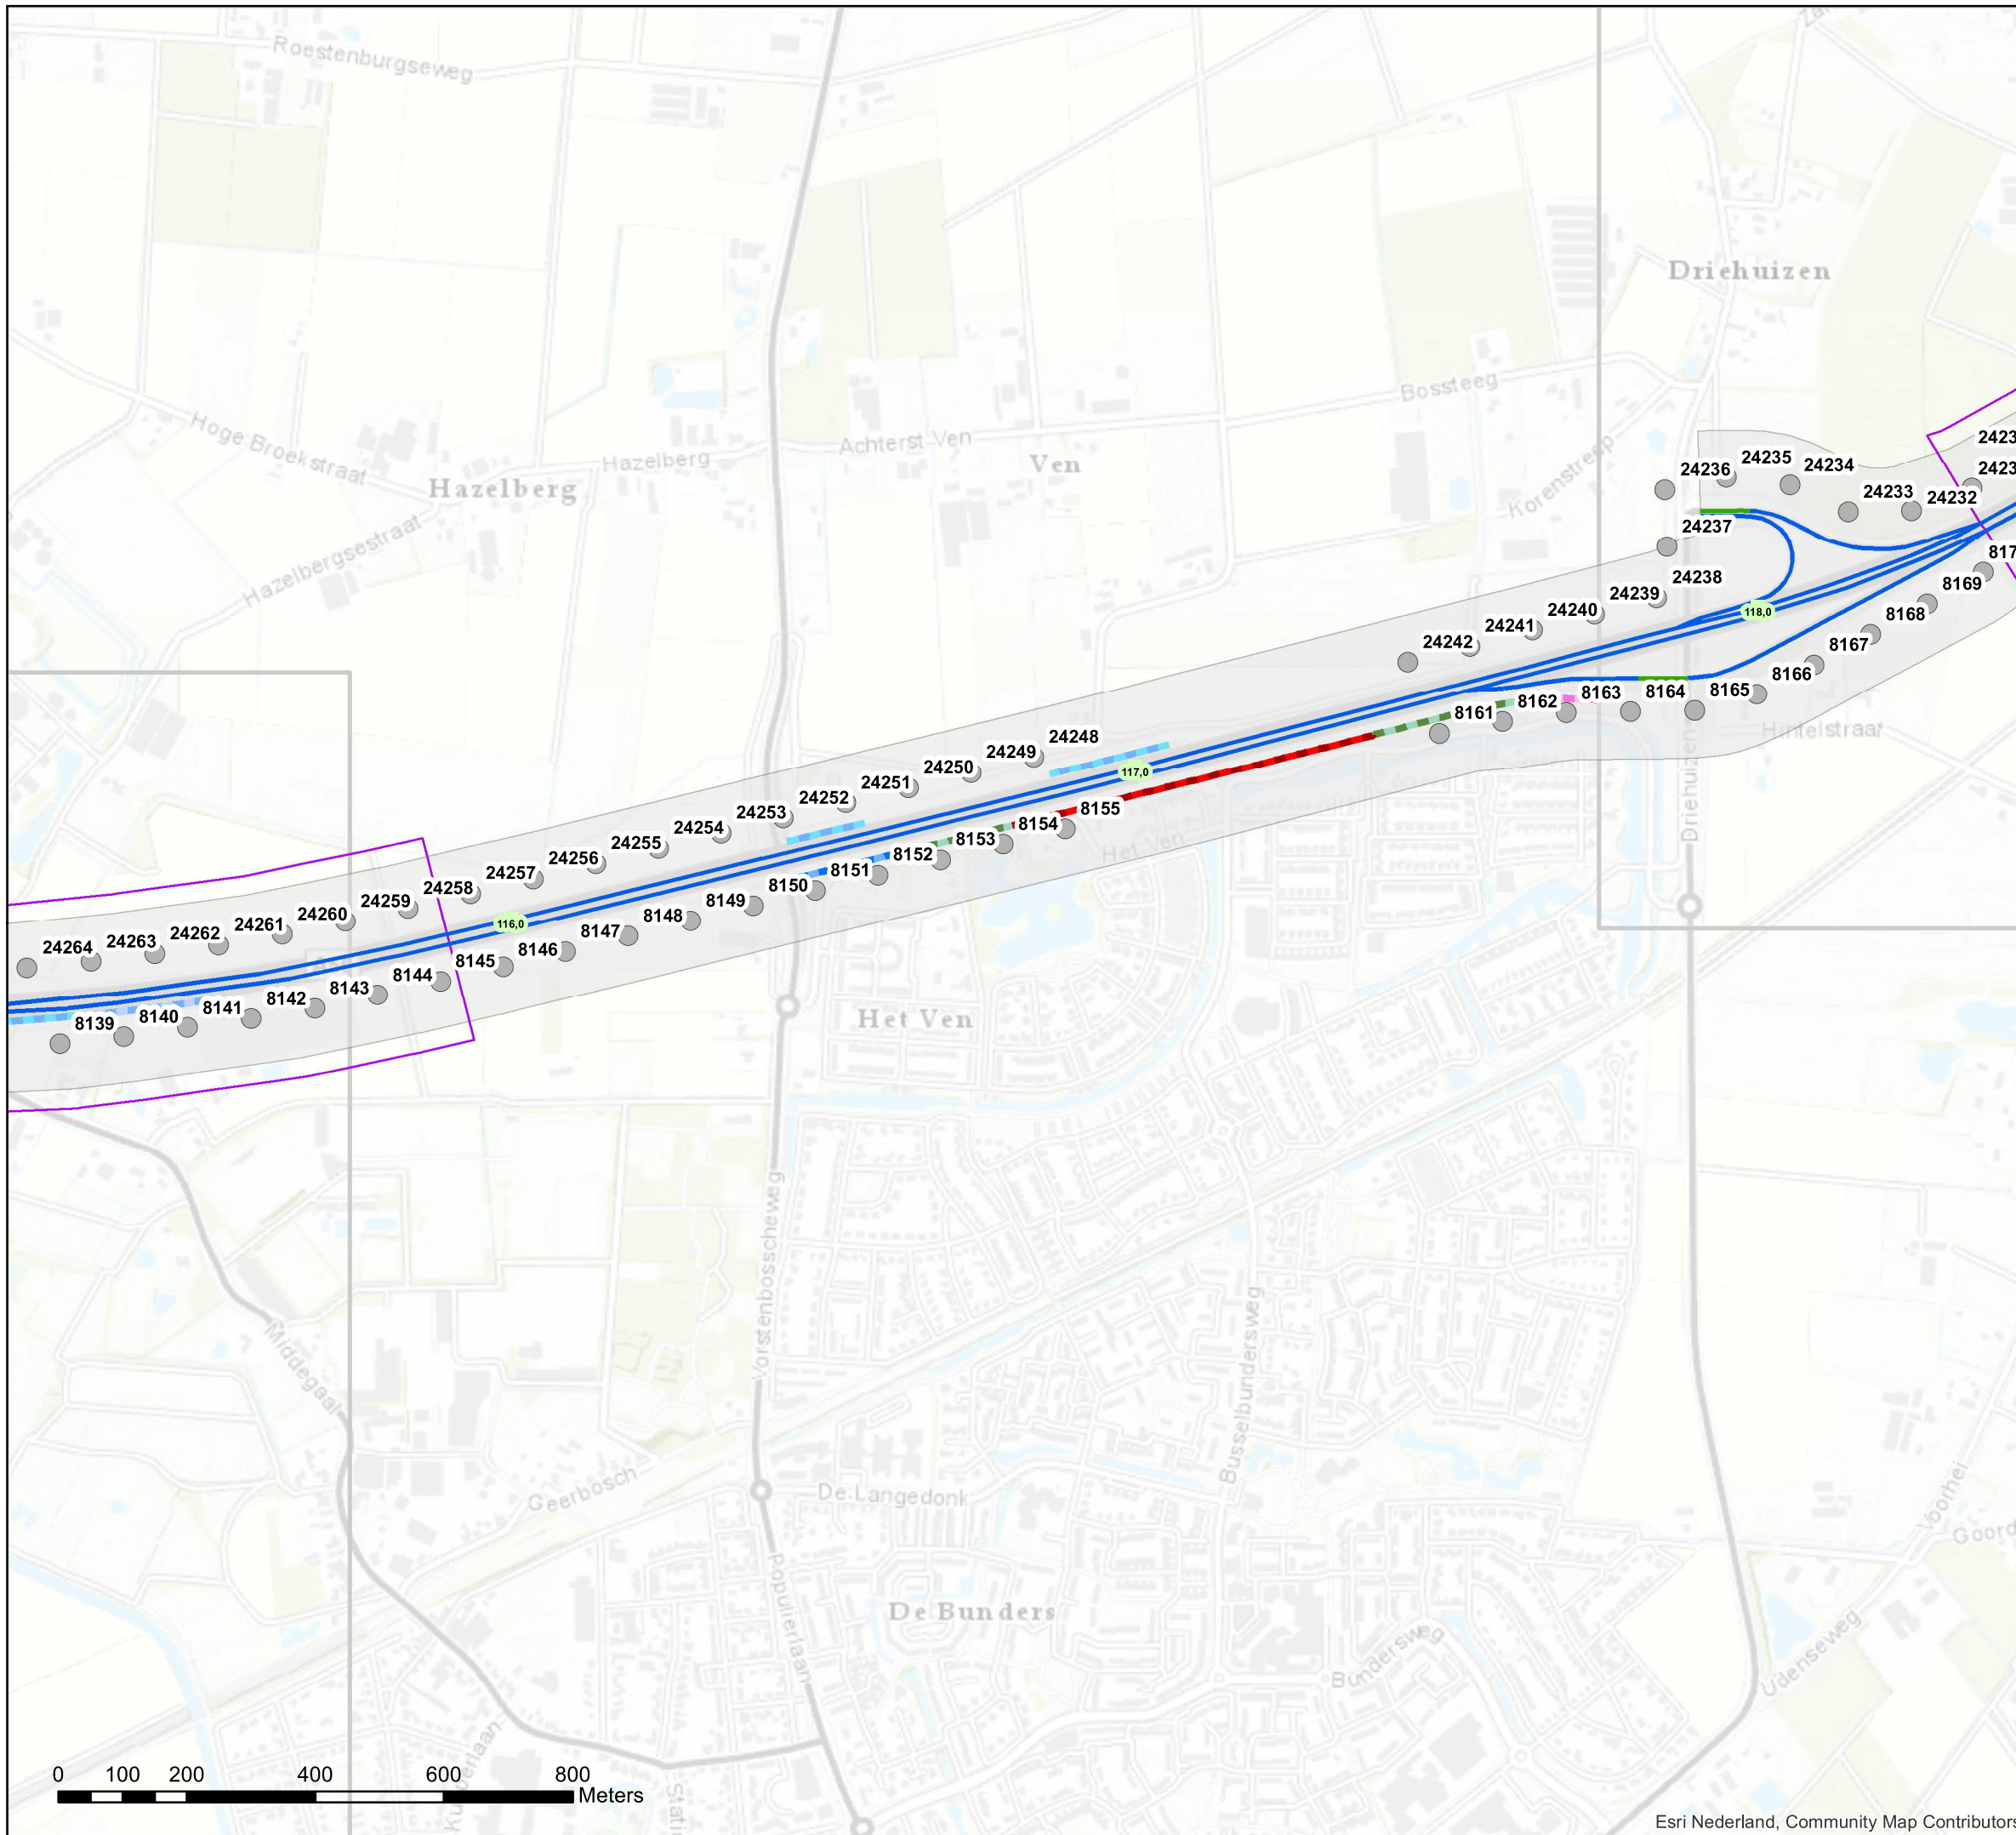 Zar
Roestenburgseweg
Driehuizen
Bossteeg
Hoge Broekstraat
Hazelberg
Achterst Ven
Ven
Korenstresp
Hazelberg
Hazelbergsestraat
24236
24235
24234
24233
24232
24237
8169
8168
8167
8166
8165
24238
24239
24240
24241
24242
118,0
8164
8163
8162
8161
Hintelstraat
Driehuizen
24248
24249
24250
24251
24252
24253
24254
24255
24256
24257
24258
24259
24260
24261
24262
24263
24264
117,0
116,0
8155
8154
8153
8152
8151
8150
8149
8148
8147
8146
8145
8144
8143
8142
8141
8140
8139
Het Ven
Het Ven
Vorstenbosscheweg
Middegaal
Busselbundersweg
Geerbosch
De Langedonk
Voorhei
Goord
populierlaan
De Bunders
Bundersweg
Udenseweg
Stati
0 100 200 400 600 800
Meters
Esri Nederland, Community Map Contributors